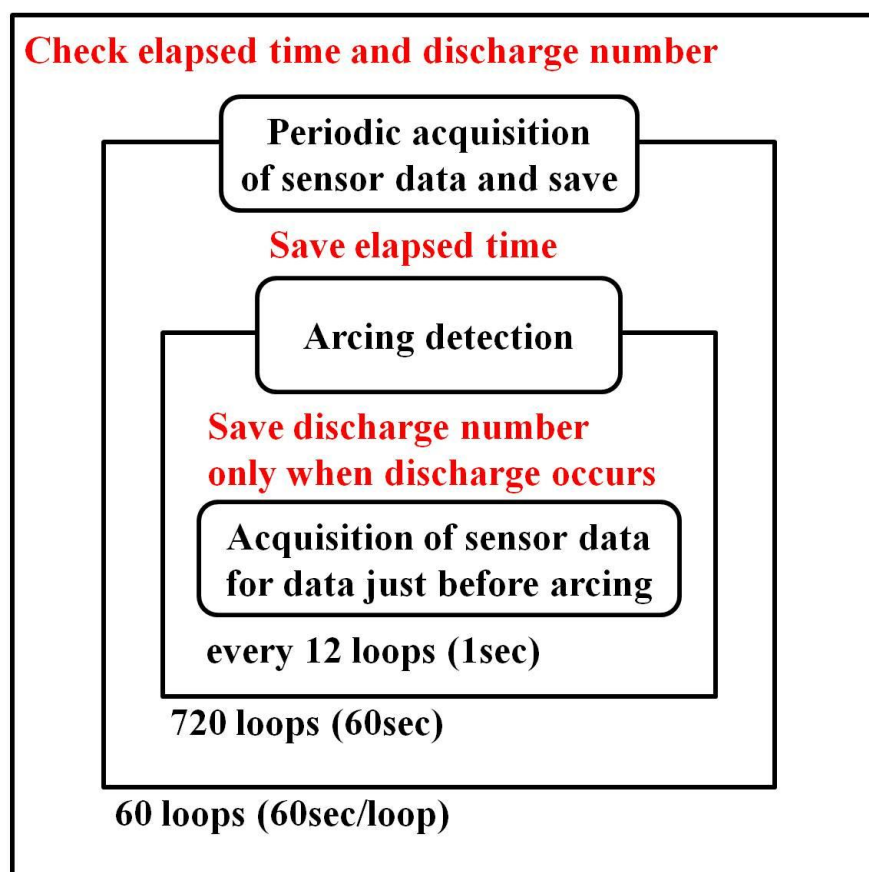 Check elapsed time and discharge number
Periodic acquisition
of sensor data and save
Save elapsed time
Arcing detection
Save discharge number
only when discharge occurs
Acquisition of sensor data
for data just before arcing
every 12 loops (1sec)
720 loops (60sec)
60 loops (60sec/loop)